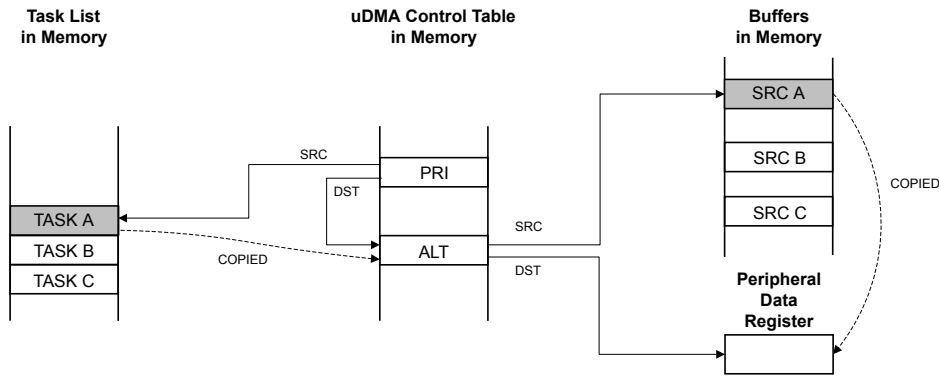 Task List
in Memory
uDMA Control Table
in Memory
Buffers
in Memory
SRC A
SRC
PRI
SRC B
COPIED
DST
SRC C
TASK A
SRC
TASK B
ALT
COPIED
DST
TASK C
Peripheral
Data
Register